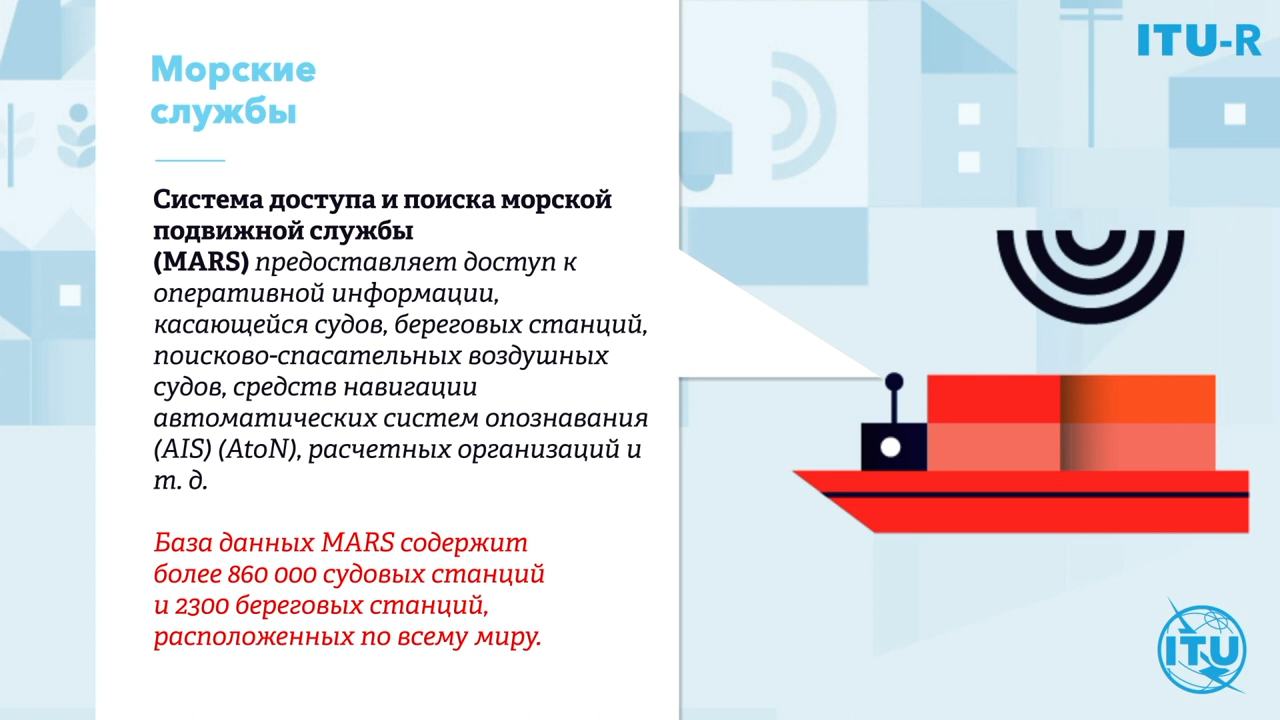 Морские
службы
Система доступа и поиска морской
подвижной службы
(MARS) предоставляет доступ к
оперативной информации,
касающейся судов, береговых станций,
поисково-спасательных воздушных
судов, средств навигации
автоматических систем опознавания
(AIS) (AtoN), расчетных организаций и
т. д.
База данных MARS содержит
более 860 000 судовых станций
и 2300 береговых станций,
расположенных по всему миру.
ITU-R
ITU